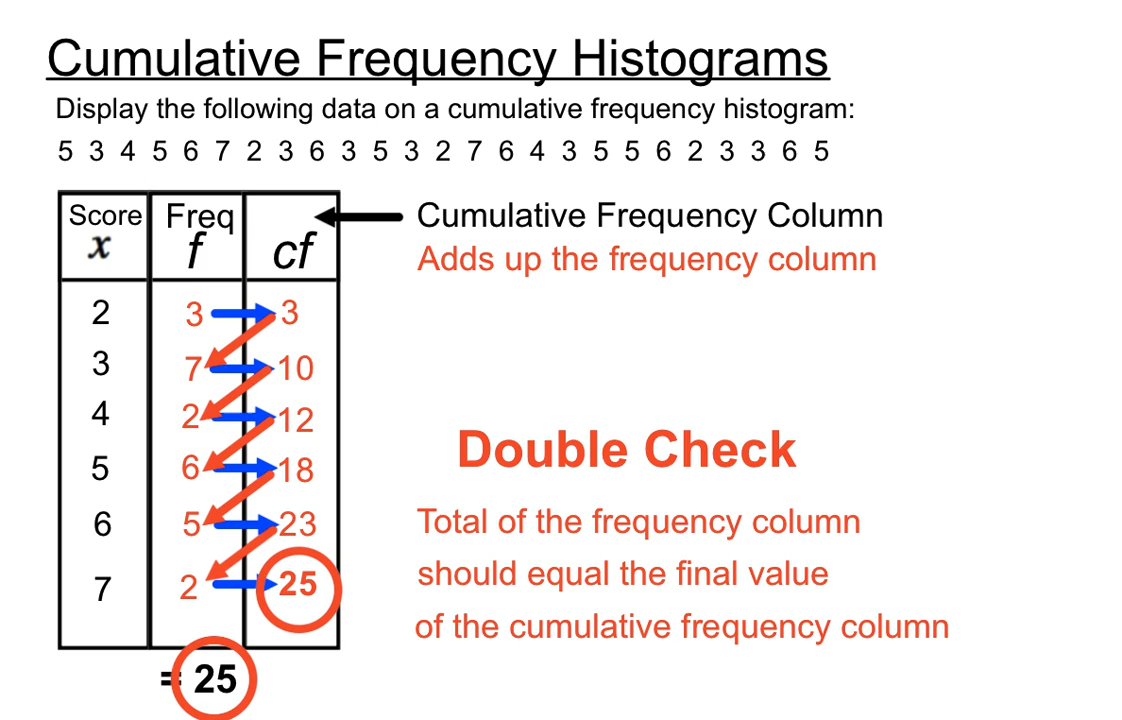 Cumulative Frequency Histograms
Display the following data on a cumulative frequency histogram:
5 3 4 5 6 7 2 3 6 3 5 3 2 7 6 4 3 5 5 6 2 3 3 6 5
Score Freq
x f cf
Cumulative Frequency Column
Adds up the frequency column
2 3 3
3 7 10
4 2 12
5 6 18
6 5 23
7 2 25
= 25
Double Check
Total of the frequency column
should equal the final value
of the cumulative frequency column